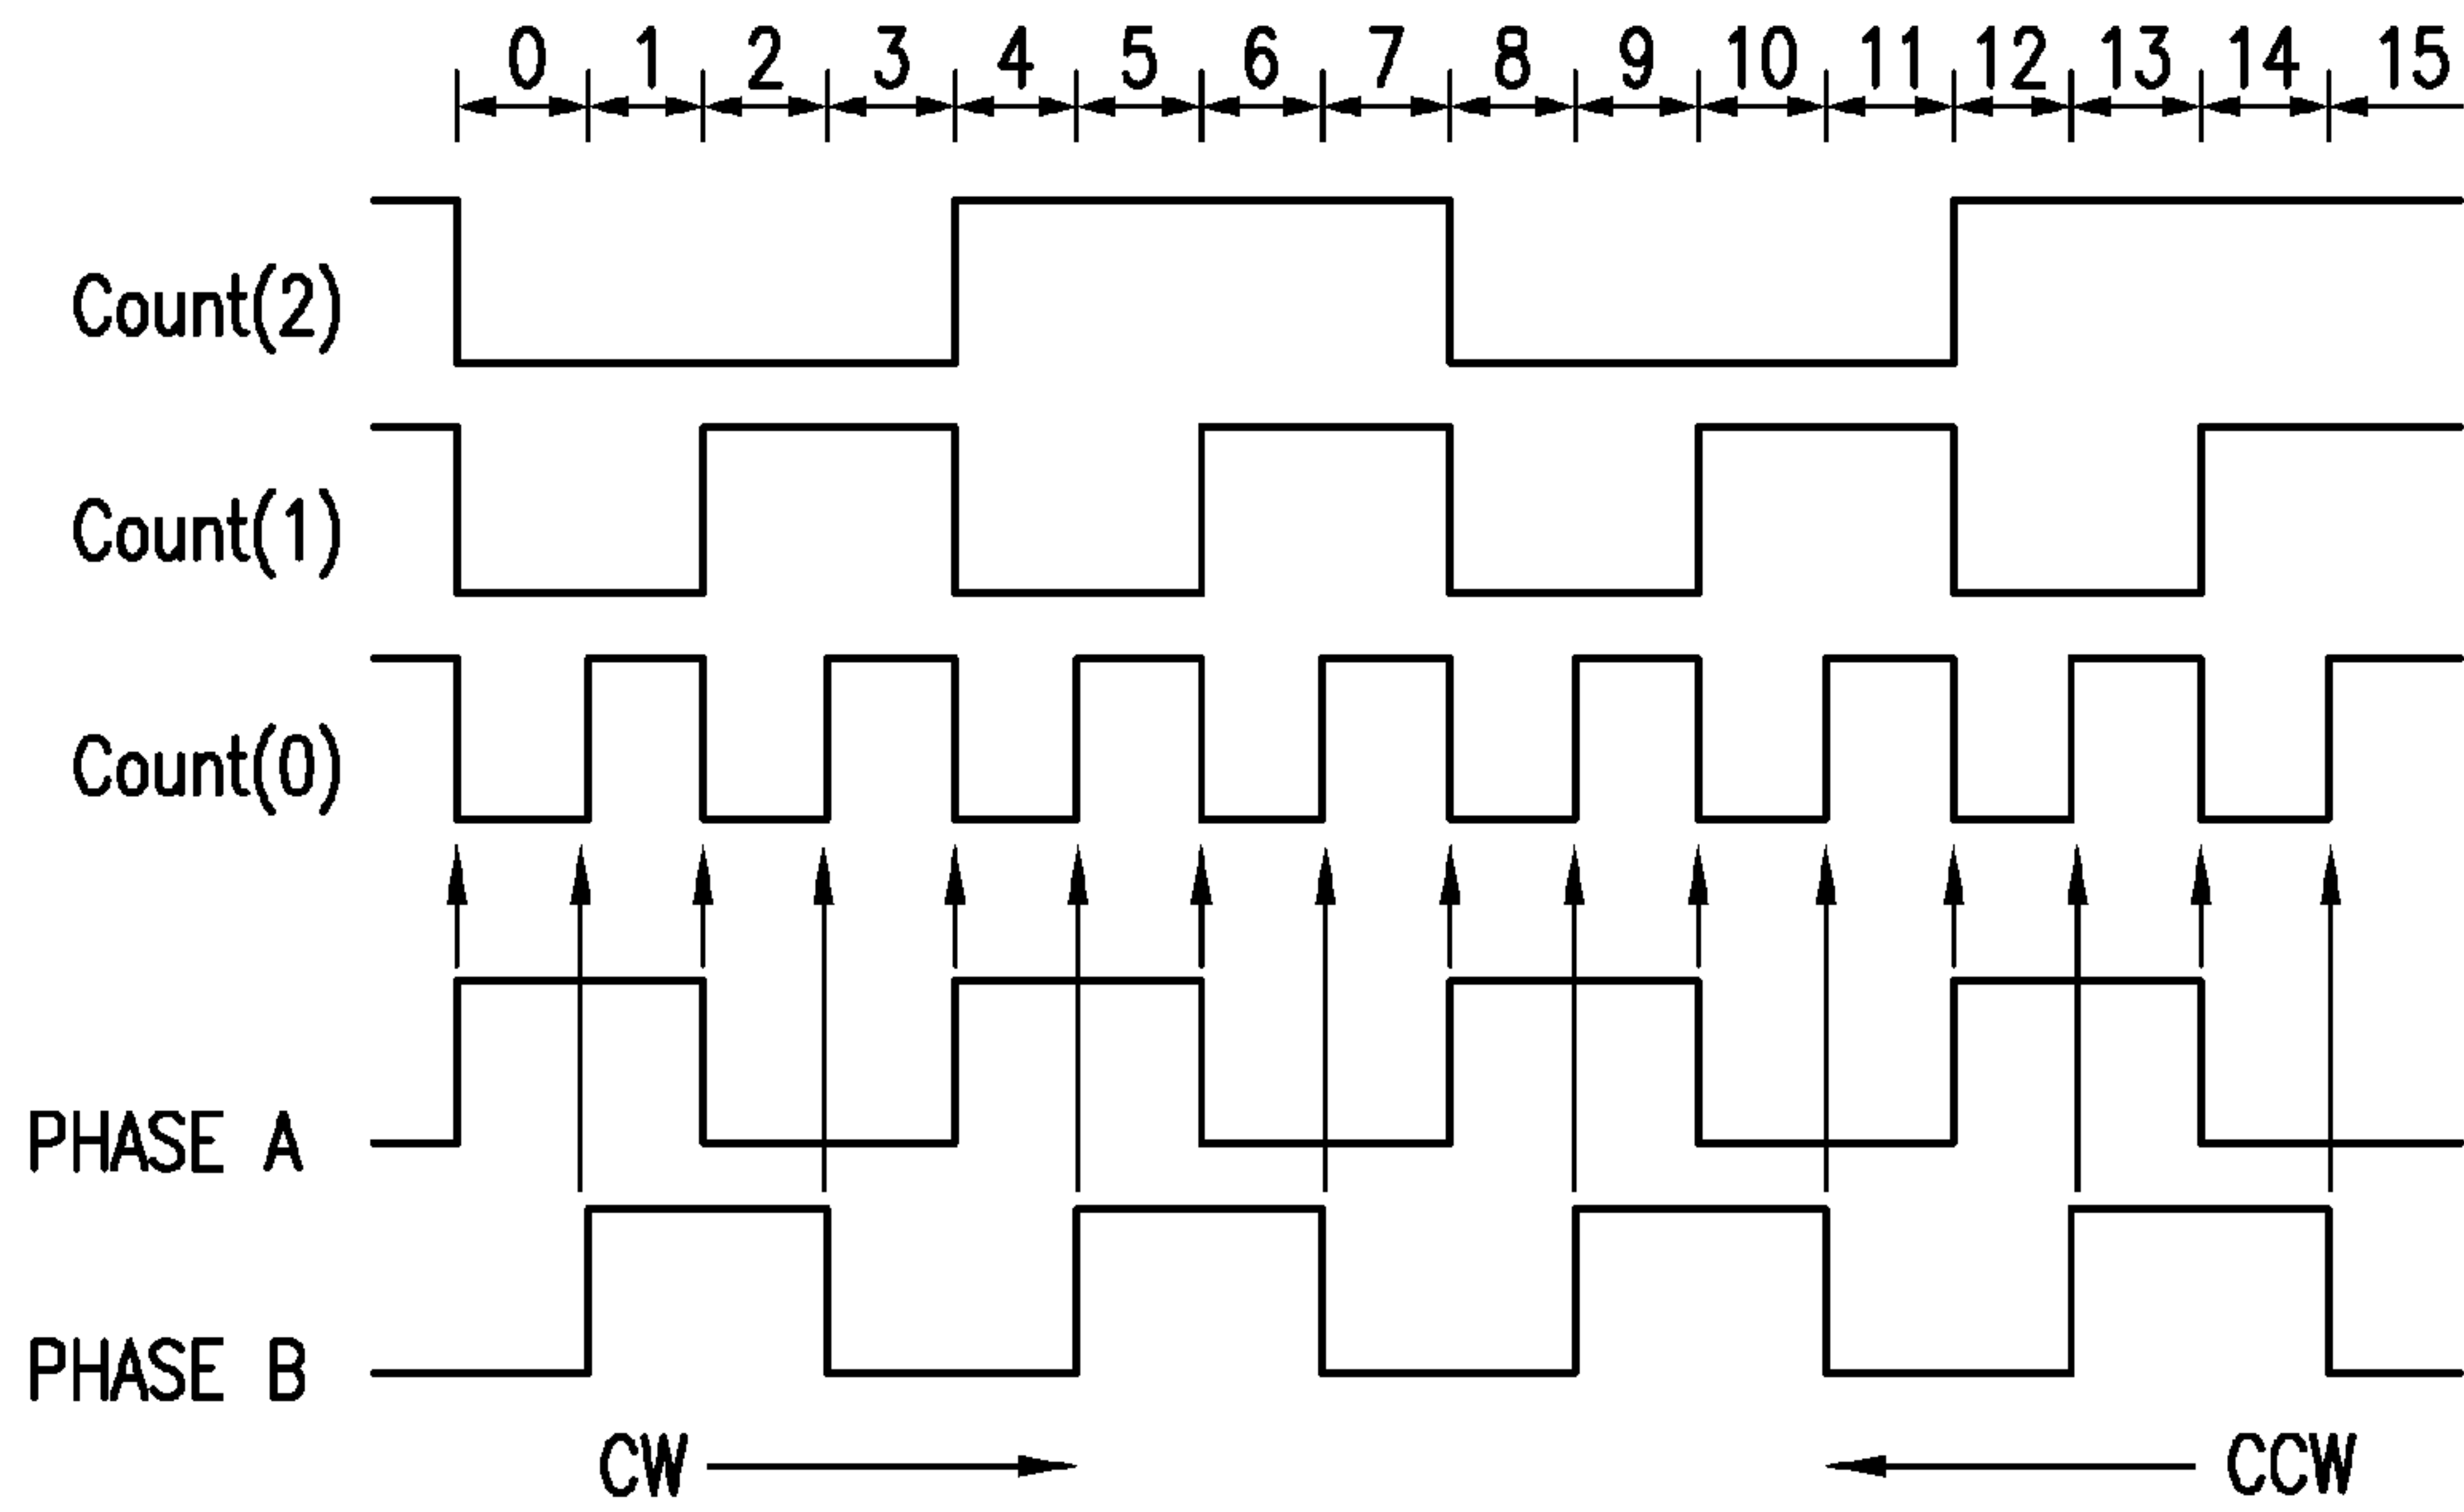 0 1 2 3 4 5 6 7 8 9 10 11 12 13 14 15
Count(2)
Count(1)
Count(0)
PHASE A
PHASE B
CW CCW